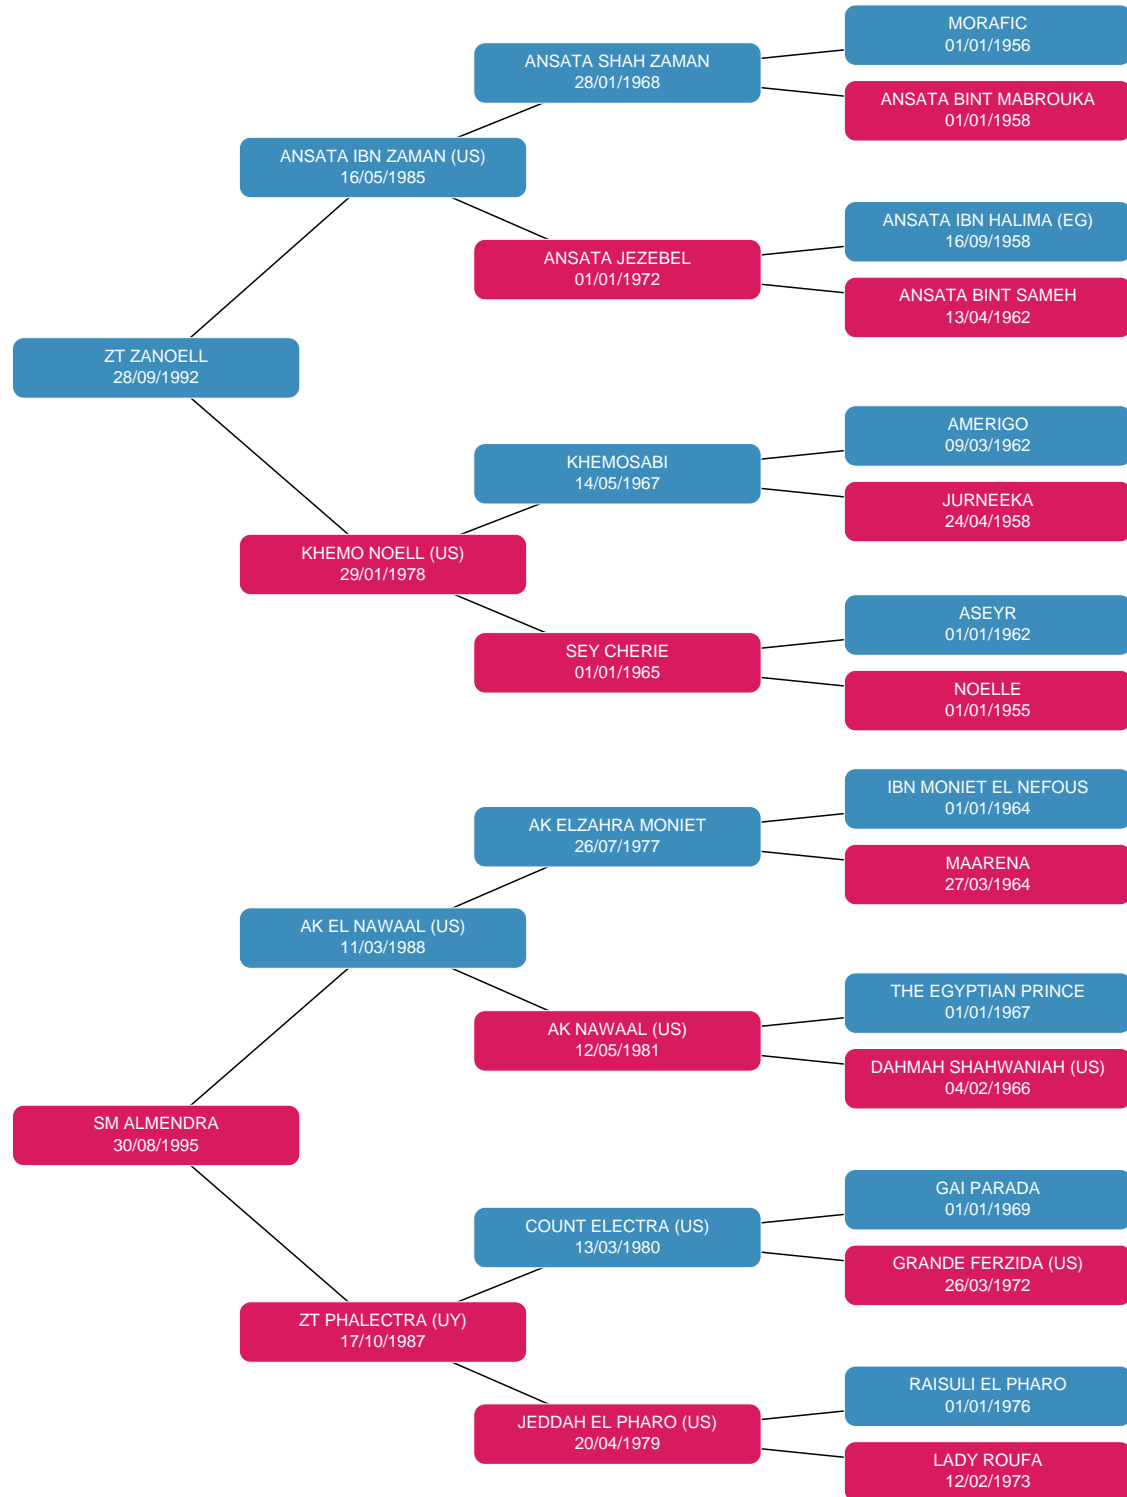 MORAFIC
01/01/1956
ANSATA SHAH ZAMAN
28/01/1968
ANSATA BINT MABROUKA
01/01/1958
ANSATA IBN ZAMAN (US)
16/05/1985
ANSATA IBN HALIMA (EG)
16/09/1958
ANSATA JEZEBEL
01/01/1972
ANSATA BINT SAMEH
13/04/1962
ZT ZANOELL
28/09/1992
AMERIGO
09/03/1962
KHEMOSABI
14/05/1967
JURNEEKA
24/04/1958
KHEMO NOELL (US)
29/01/1978
ASEYR
01/01/1962
SEY CHERIE
01/01/1965
NOELLE
01/01/1955
IBN MONIET EL NEFOUS
01/01/1964
AK ELZAHRA MONIET
26/07/1977
MAARENA
27/03/1964
AK EL NAWAAL (US)
11/03/1988
THE EGYPTIAN PRINCE
01/01/1967
AK NAWAAL (US)
12/05/1981
DAHMAH SHAHWANIAH (US)
04/02/1966
SM ALMENDRA
30/08/1995
GAI PARADA
01/01/1969
COUNT ELECTRA (US)
13/03/1980
GRANDE FERZIDA (US)
26/03/1972
ZT PHALECTRA (UY)
17/10/1987
RAISULI EL PHARO
01/01/1976
JEDDAH EL PHARO (US)
20/04/1979
LADY ROUFA
12/02/1973